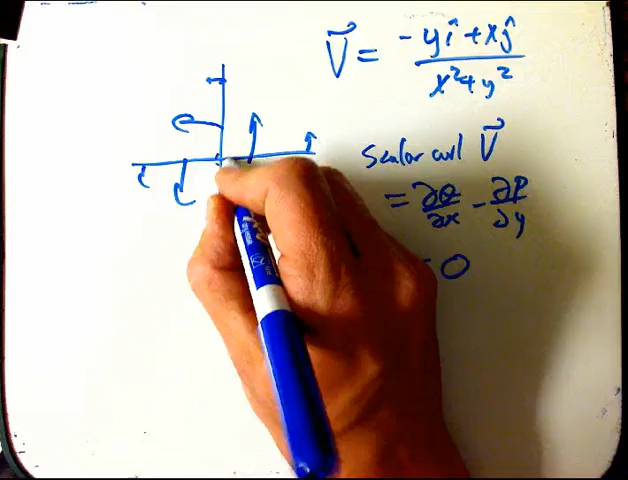 V⃗ = (-yî + xĵ) / (x² + y²)
Scalar curl V⃗
= ∂Q/∂x - ∂P/∂y
= 0